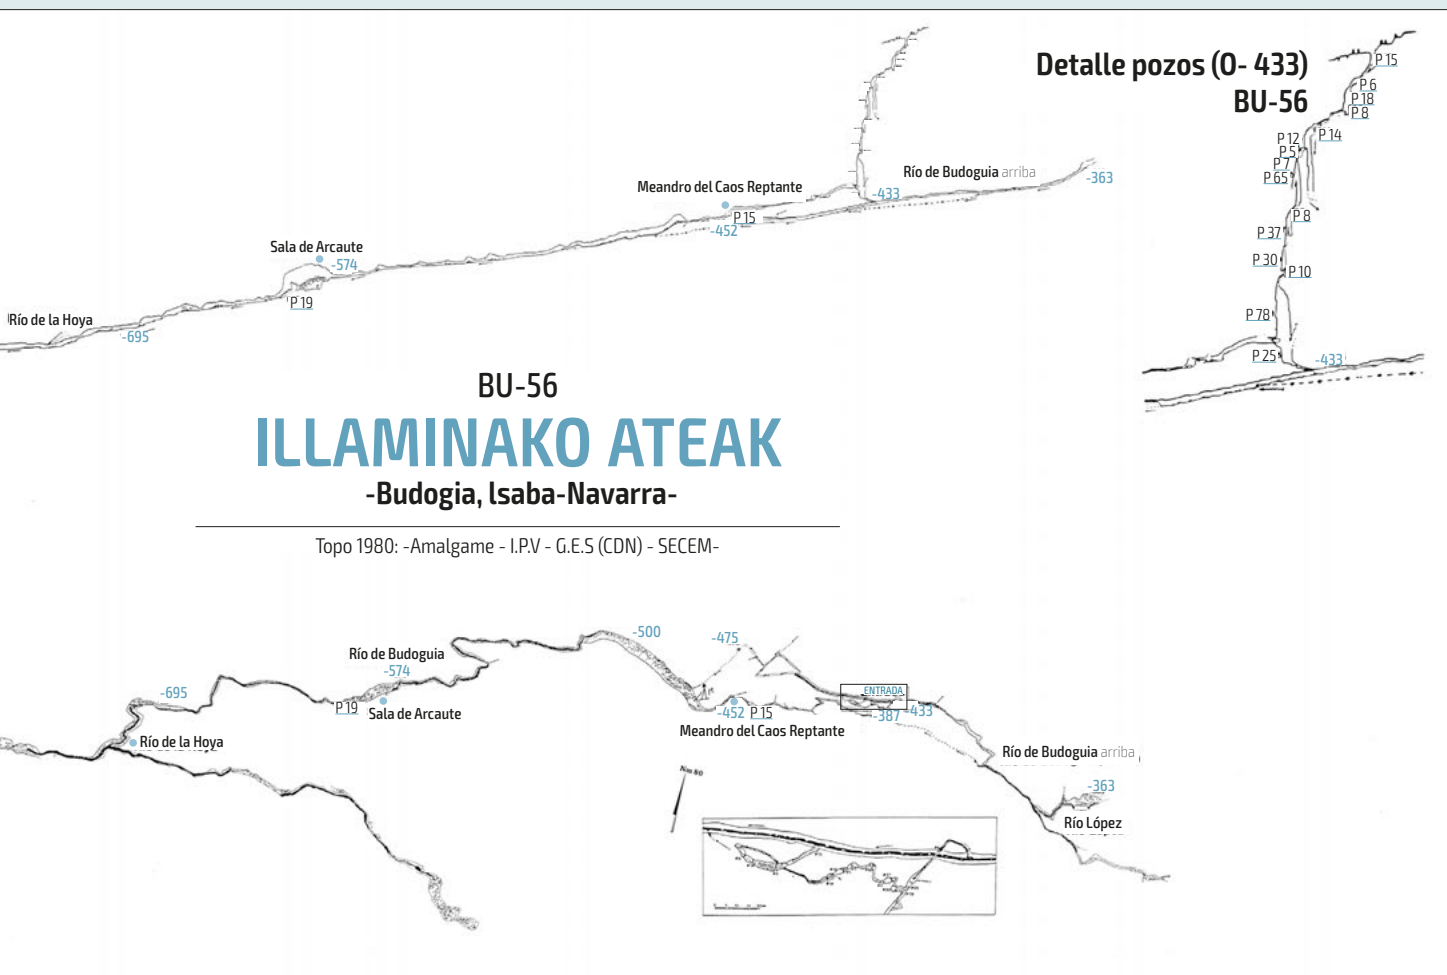 Detalle pozos (O- 433)
BU-56
P 15
P 6
P 18
P 8
P 14
P 12
P 5
P 7
P 65
P 8
P 37
P 30
P 10
P 78
P 25
-433
Río de Budoguia arriba
-363
-433
Meandro del Caos Reptante
P 15
-452
Sala de Arcaute
-574
P 19
Río de la Hoya
-695
BU-56
ILLAMINAKO ATEAK
-Budogia, Isaba-Navarra-
Topo 1980: -Amalgame - I.P.V - G.E.S (CDN) - SECEM-
-500
-475
Río de Budoguia
-574
-695
P 19
Sala de Arcaute
ENTRADA
-452 P 15
-387 -433
Meandro del Caos Reptante
Río de la Hoya
Río de Budoguia arriba
-363
Río López
Nm 80